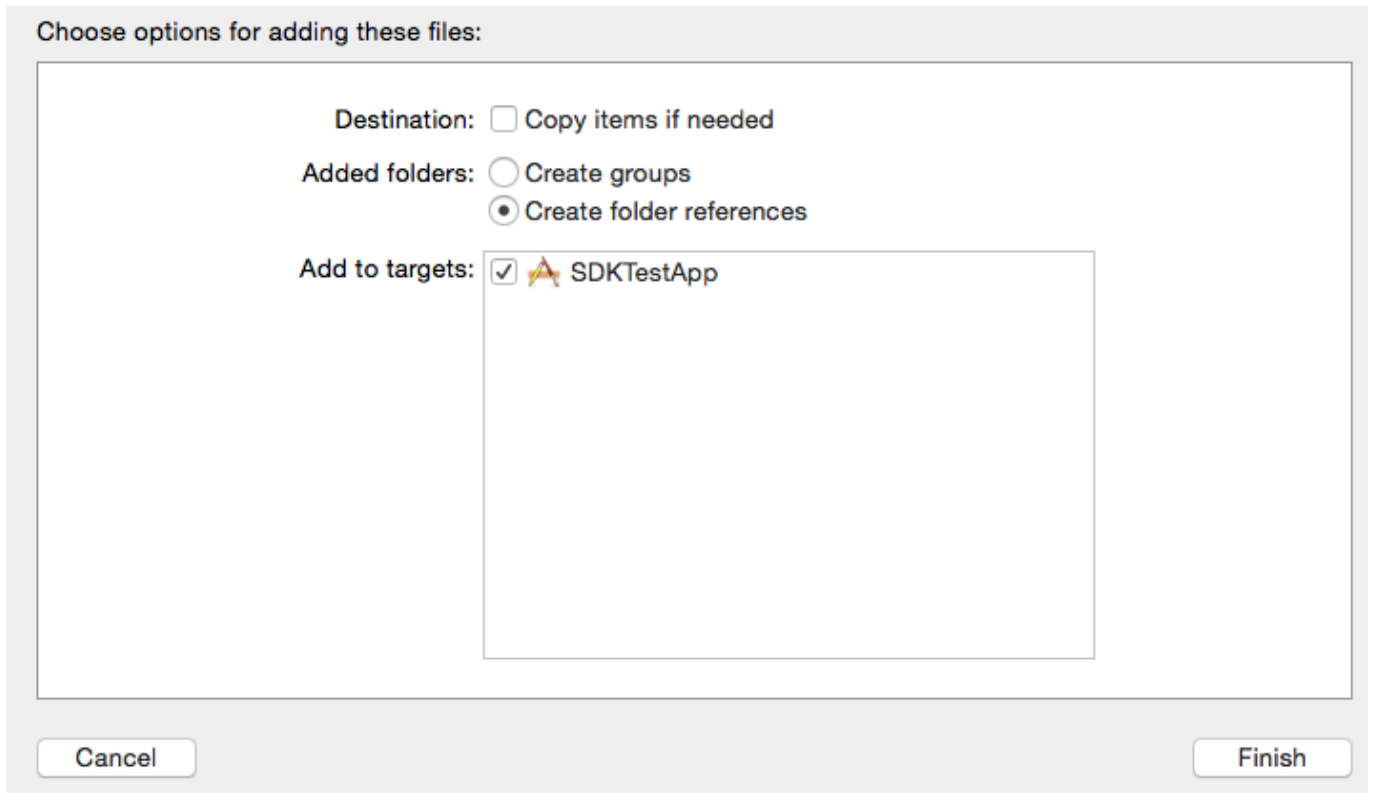 Choose options for adding these files:
Destination: Copy items if needed
Added folders: Create groups
Create folder references
Add to targets: SDKTestApp
Cancel Finish